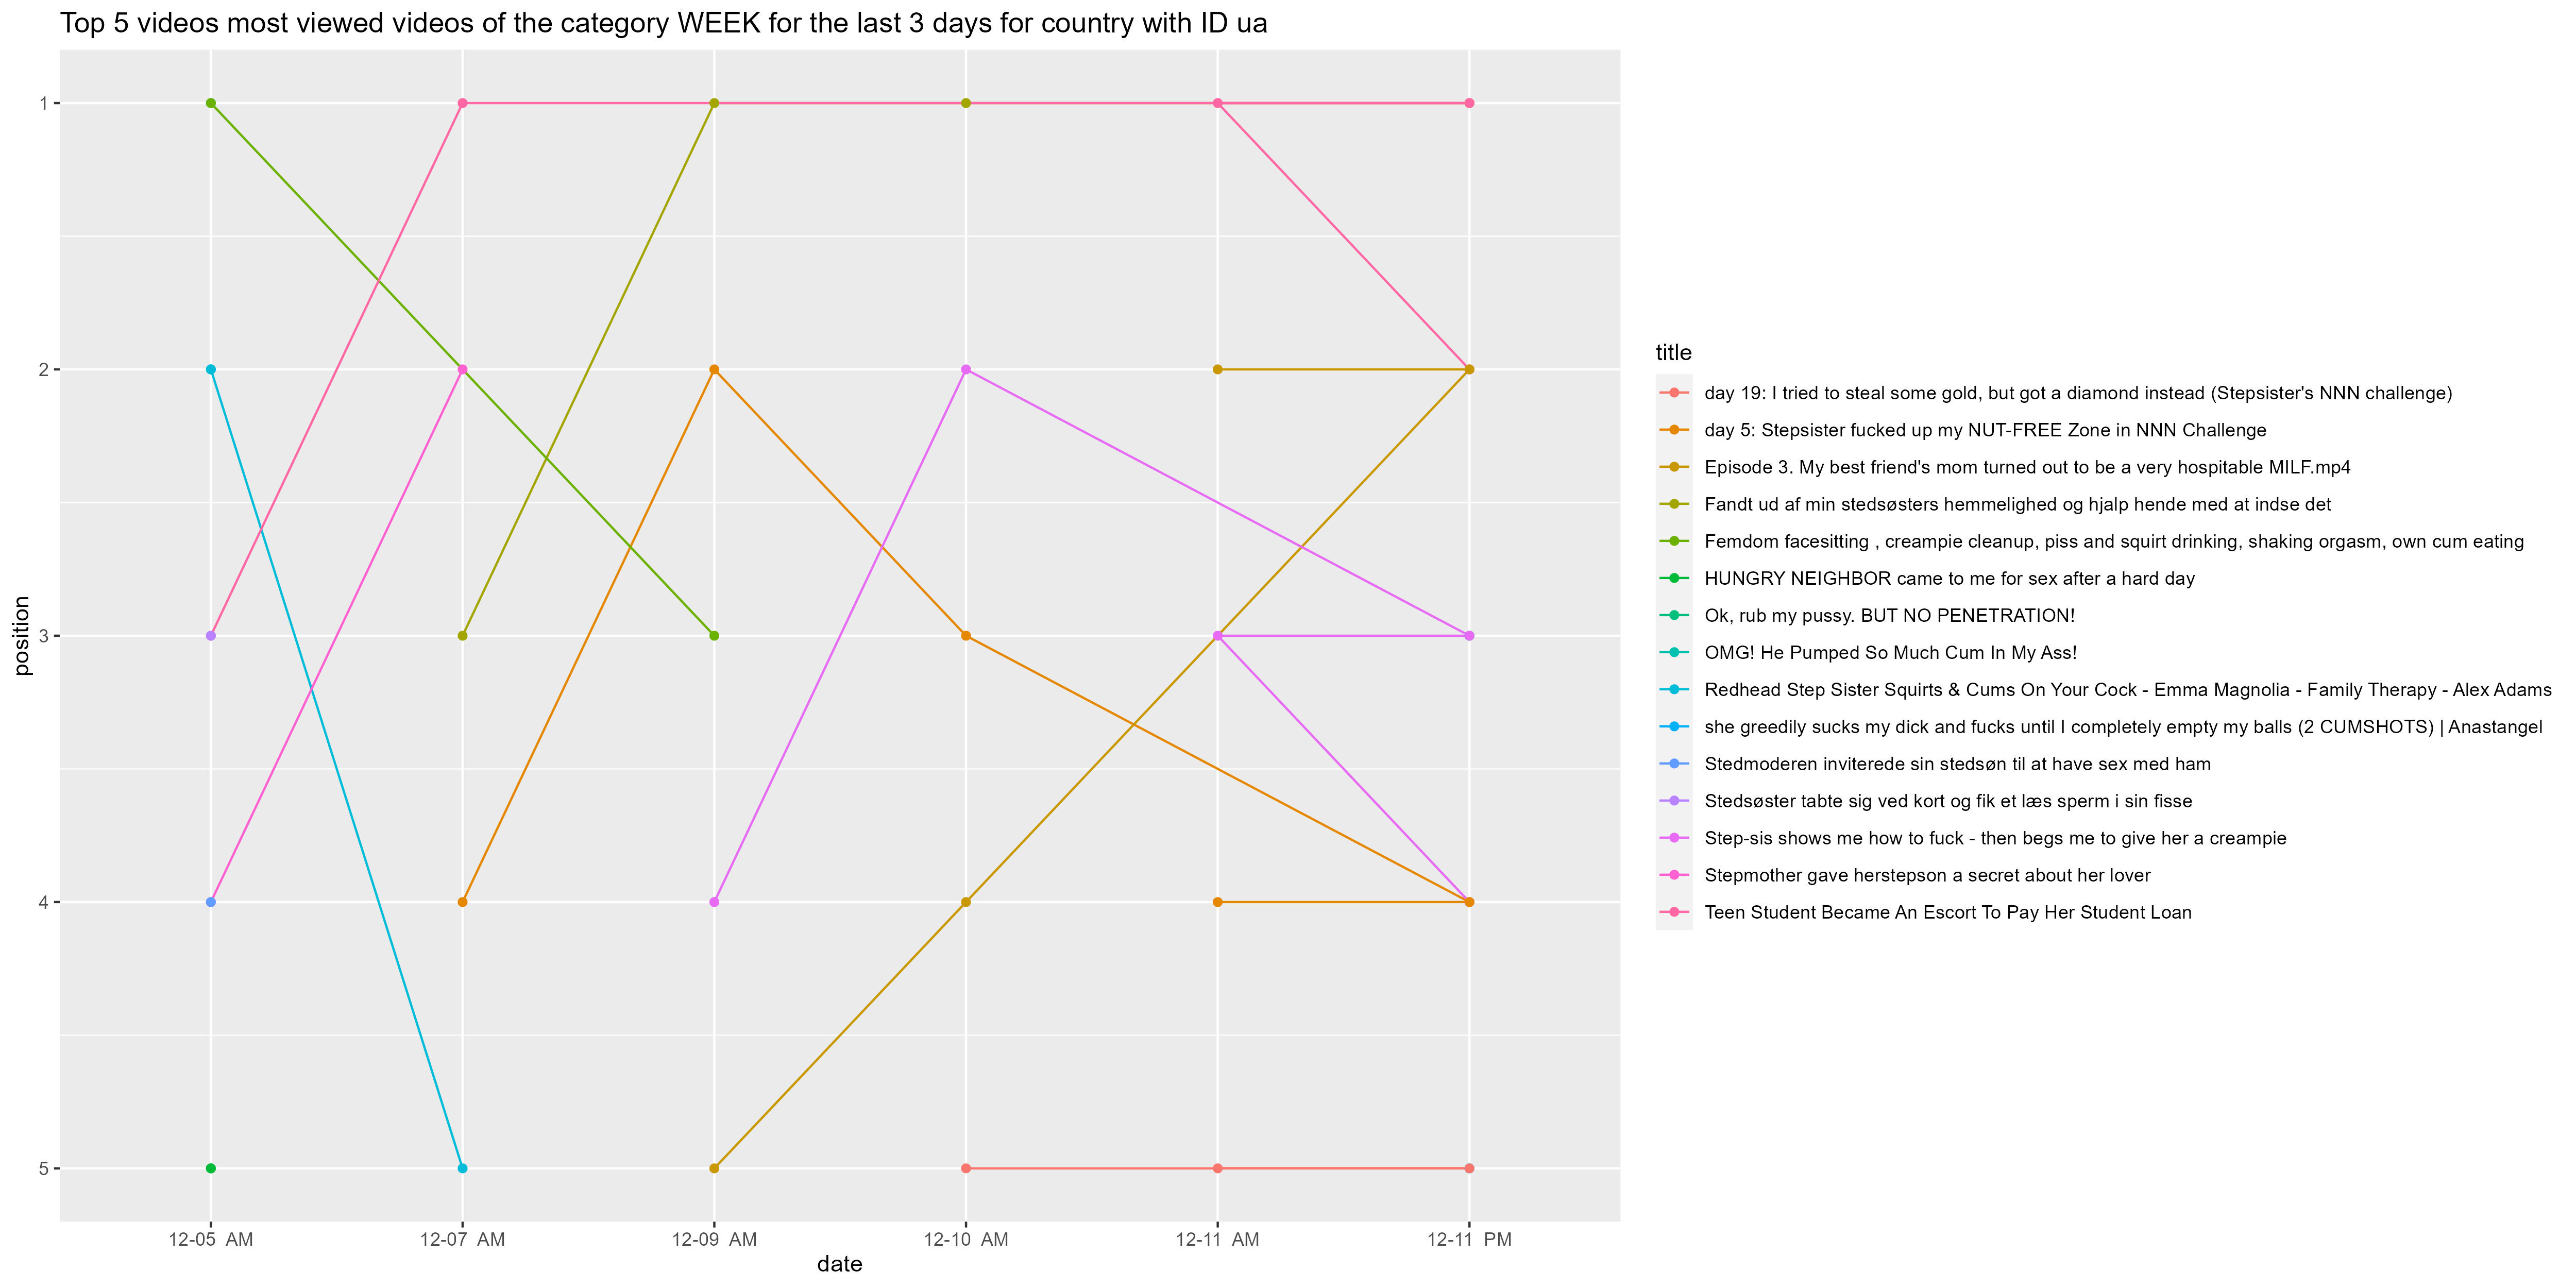 Top 5 videos most viewed videos of the category WEEK for the last 3 days for country with ID ua
position
1
2
3
4
5
12-05 AM
12-07 AM
12-09 AM
12-10 AM
12-11 AM
12-11 PM
date
title
day 19: I tried to steal some gold, but got a diamond instead (Stepsister's NNN challenge)
day 5: Stepsister fucked up my NUT-FREE Zone in NNN Challenge
Episode 3. My best friend's mom turned out to be a very hospitable MILF.mp4
Fandt ud af min stedsøsters hemmelighed og hjalp hende med at indse det
Femdom facesitting , creampie cleanup, piss and squirt drinking, shaking orgasm, own cum eating
HUNGRY NEIGHBOR came to me for sex after a hard day
Ok, rub my pussy. BUT NO PENETRATION!
OMG! He Pumped So Much Cum In My Ass!
Redhead Step Sister Squirts & Cums On Your Cock - Emma Magnolia - Family Therapy - Alex Adams
she greedily sucks my dick and fucks until I completely empty my balls (2 CUMSHOTS) | Anastangel
Stedmoderen inviterede sin stedsøn til at have sex med ham
Stedsøster tabte sig ved kort og fik et læs sperm i sin fisse
Step-sis shows me how to fuck - then begs me to give her a creampie
Stepmother gave herstepson a secret about her lover
Teen Student Became An Escort To Pay Her Student Loan